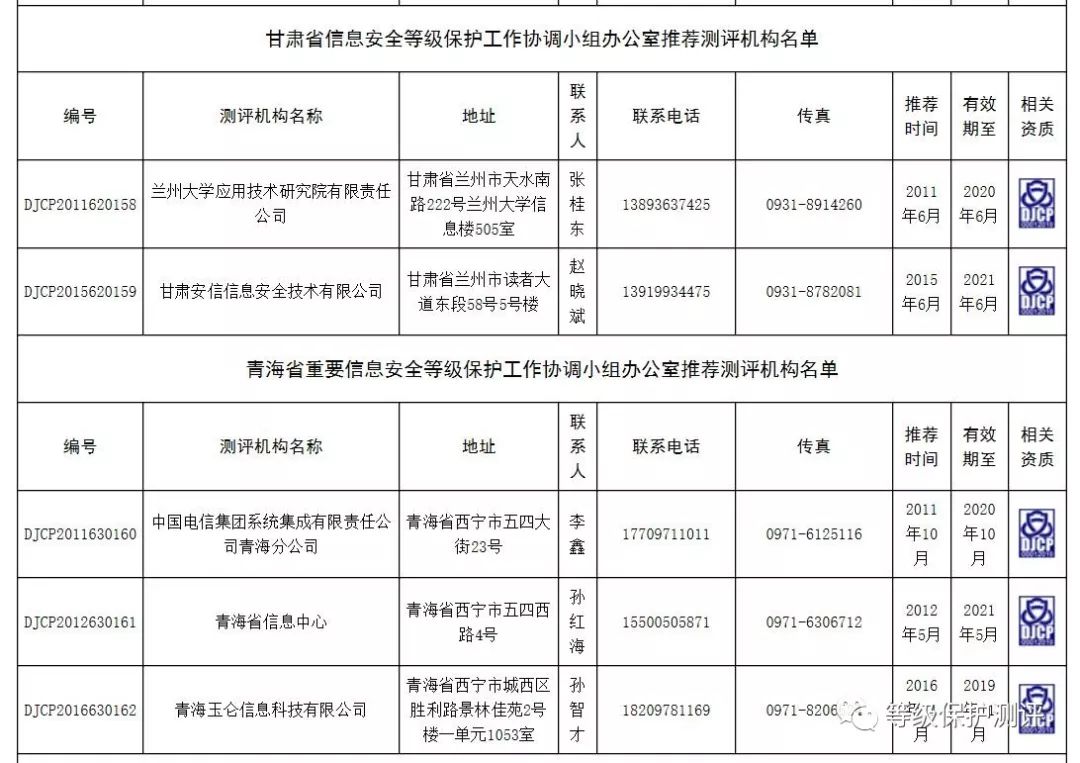 甘肃省信息安全等级保护工作协调小组办公室推荐测评机构名单
编号 测评机构名称 地址 联系人 联系电话 传真 推荐时间 有效期至 相关资质
DJCP2011620158 兰州大学应用技术研究院有限责任公司 甘肃省兰州市天水南路222号兰州大学信息楼505室 张桂东 13893637425 0931-8914260 2011年6月 2020年6月 DJCP
DJCP2015620159 甘肃安信信息安全技术有限公司 甘肃省兰州市读者大道东段58号5号楼 赵晓斌 13919934475 0931-8782081 2015年6月 2021年6月 DJCP
青海省重要信息安全等级保护工作协调小组办公室推荐测评机构名单
编号 测评机构名称 地址 联系人 联系电话 传真 推荐时间 有效期至 相关资质
DJCP2011630160 中国电信集团系统集成有限责任公司青海分公司 青海省西宁市五四大街23号 李鑫 17709711011 0971-6125116 2011年10月 2020年10月 DJCP
DJCP2012630161 青海省信息中心 青海省西宁市五四西路4号 孙红海 15500505871 0971-6306712 2012年5月 2021年5月 DJCP
DJCP2016630162 青海玉仑信息科技有限公司 青海省西宁市城西区胜利路景林佳苑2号楼一单元1053室 孙智才 18209781169 0971-8206 2016 月 2019 月 DJCP
等级保护测评